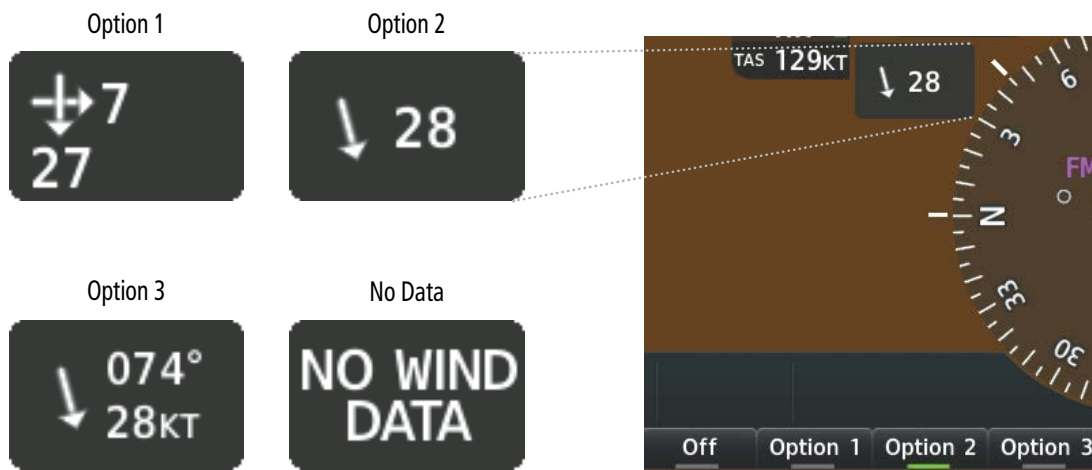 Option 1
7
27
Option 2
28
Option 3
074°
28KT
No Data
NO WIND
DATA
TAS 129KT
28
6
3
N
33
30
FM
Off
Option 1
Option 2
Option 3